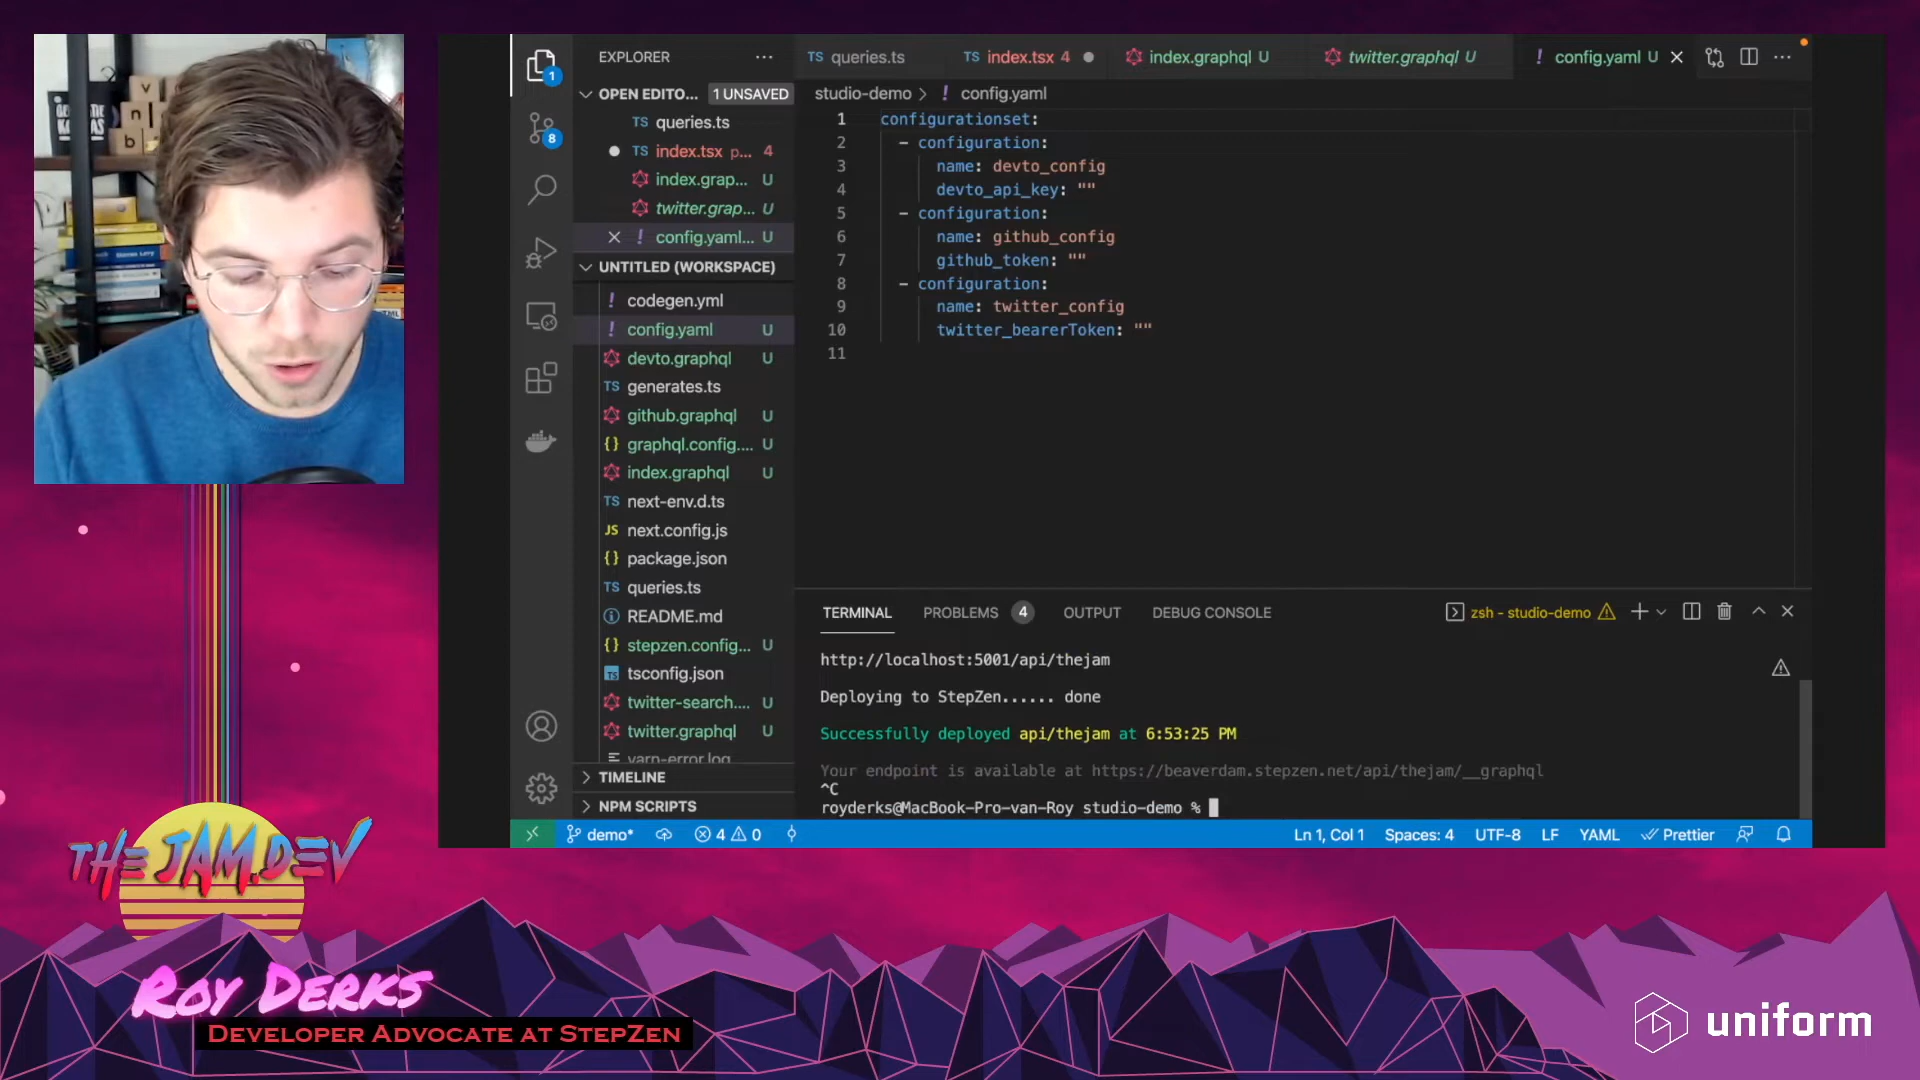 EXPLORER
OPEN EDITO... 1 UNSAVED
TS queries.ts
TS index.tsx p... 4
index.grap... U
twitter.grap... U
! config.yaml... U
UNTITLED (WORKSPACE)
! codegen.yml
! config.yaml U
devto.graphql U
TS generates.ts
github.graphql U
{} graphql.config.... U
index.graphql U
TS next-env.d.ts
JS next.config.js
{} package.json
TS queries.ts
README.md
{} stepzen.config... U
TS tsconfig.json
twitter-search.... U
twitter.graphql U
yarn-error.log
TIMELINE
NPM SCRIPTS
1
8
TS queries.ts
TS index.tsx 4
index.graphql U
twitter.graphql U
! config.yaml U
studio-demo > ! config.yaml
1 configurationset:
2 - configuration:
3 name: devto_config
4 devto_api_key: ""
5 - configuration:
6 name: github_config
7 github_token: ""
8 - configuration:
9 name: twitter_config
10 twitter_bearerToken: ""
11
TERMINAL PROBLEMS 4 OUTPUT DEBUG CONSOLE
zsh - studio-demo
http://localhost:5001/api/thejam
Deploying to StepZen...... done
Successfully deployed api/thejam at 6:53:25 PM
Your endpoint is available at https://beaverdam.stepzen.net/api/thejam/__graphql
^C
royderks@MacBook-Pro-van-Roy studio-demo %
demo* 4 0
Ln 1, Col 1 Spaces: 4 UTF-8 LF YAML Prettier
THE JAM.DEV
Roy Derks
Developer Advocate at StepZen
uniform